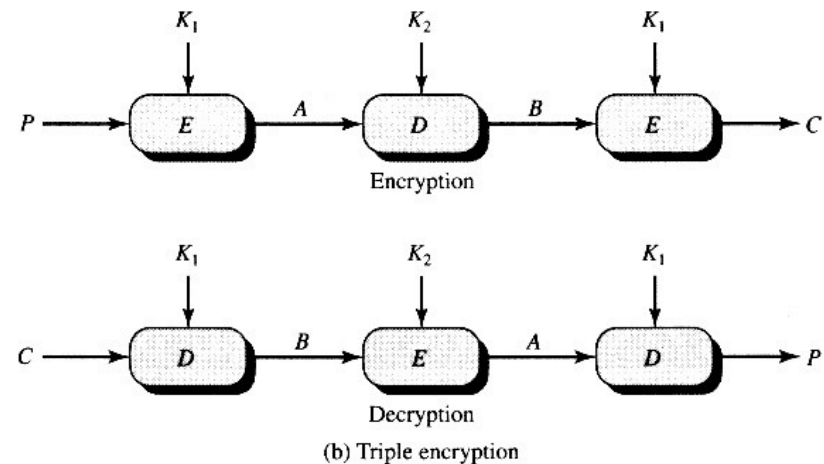 K₁ K₂ K₁
P E A D B E C
Encryption
K₁ K₂ K₁
C D B E A D P
Decryption
(b) Triple encryption